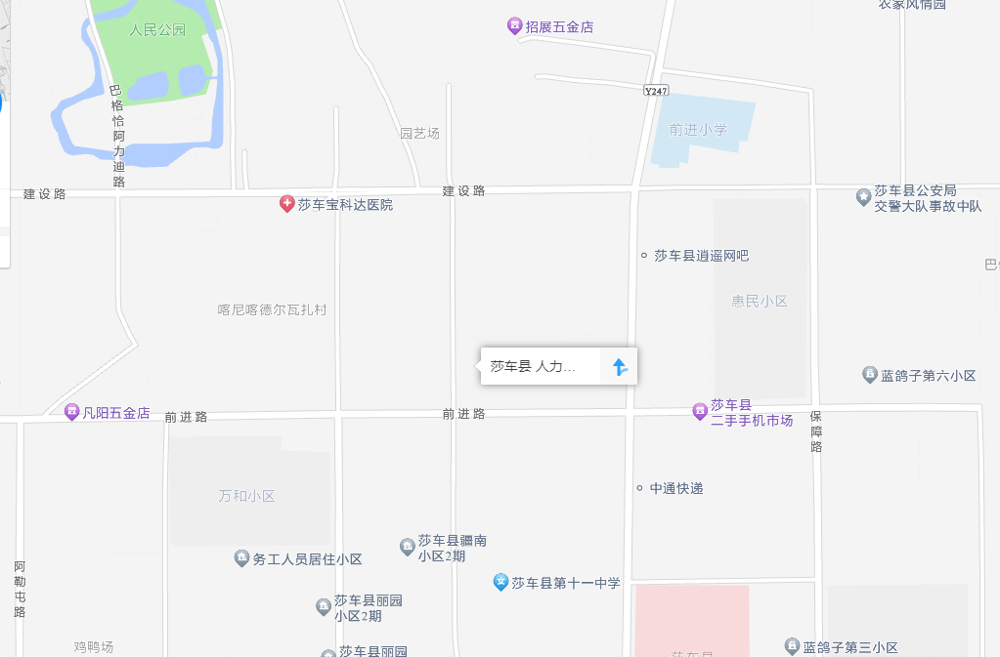 农家风情园
人民公园
招展五金店
Y247
巴格恰阿力迪路
园艺场
前进小学
建设路
建设路
莎车宝科达医院
莎车县公安局
交警大队事故中队
莎车县逍遥网吧
惠民小区
喀尼喀德尔瓦扎村
莎车县 人力...
蓝鸽子第六小区
凡阳五金店
前进路
前进路
莎车县
二手手机市场
保障路
万和小区
中通快递
莎车县疆南
小区2期
务工人员居住小区
阿勒屯路
莎车县第十一中学
莎车县丽园
小区2期
鸡鸭场
莎车县丽园
莎车县
蓝鸽子第三小区